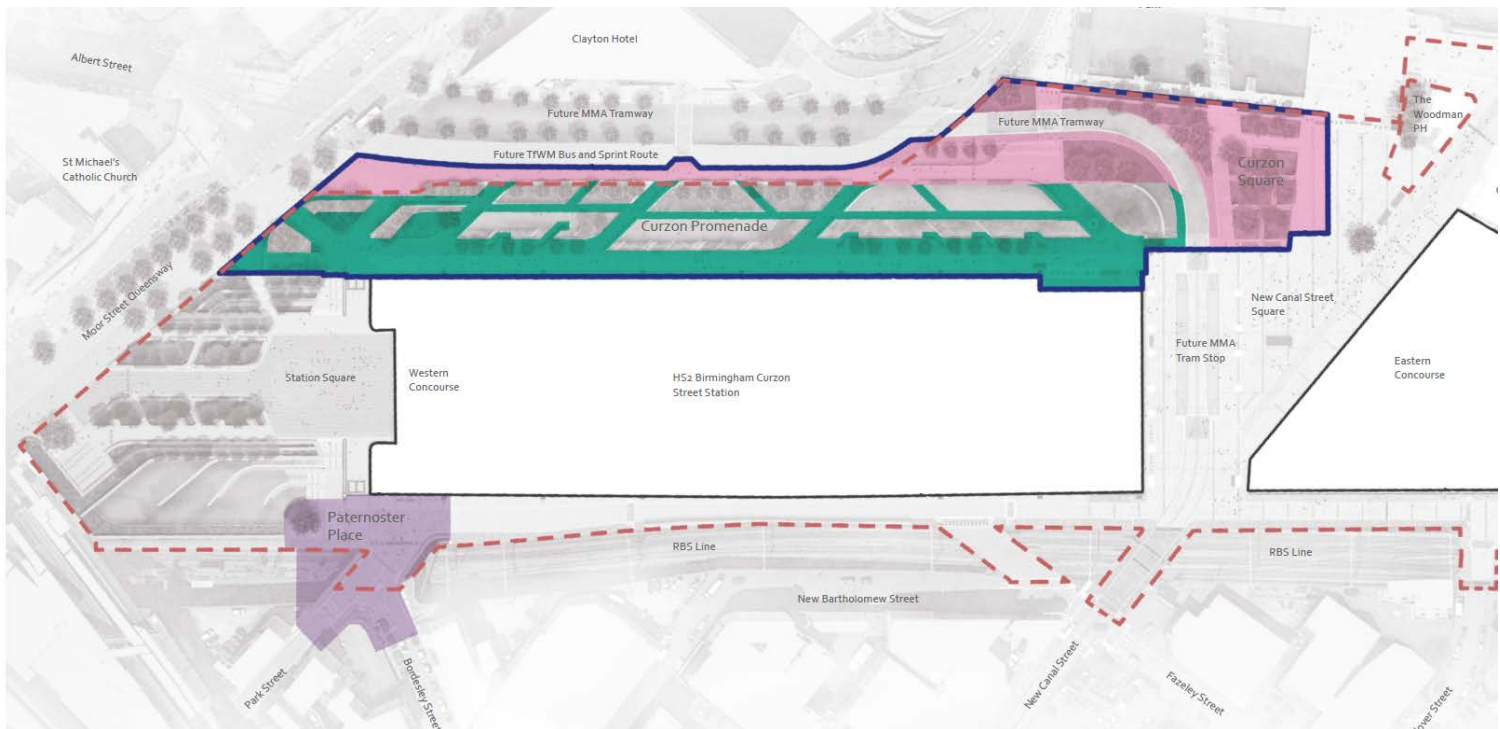 Clayton Hotel
Albert Street
Future MMA Tramway
The
Woodman
PH
Future MMA Tramway
St Michael's
Catholic Church
Future TfWM Bus and Sprint Route
Curzon
Square
Curzon Promenade
Moor Street Queensway
New Canal Street
Square
Future MMA
Tram Stop
Eastern
Concourse
Station Square
Western
Concourse
HS2 Birmingham Curzon
Street Station
Paternoster
Place
RBS Line
RBS Line
New Bartholomew Street
Park Street
Bordesley Street
New Canal Street
Fazeley Street
over Street